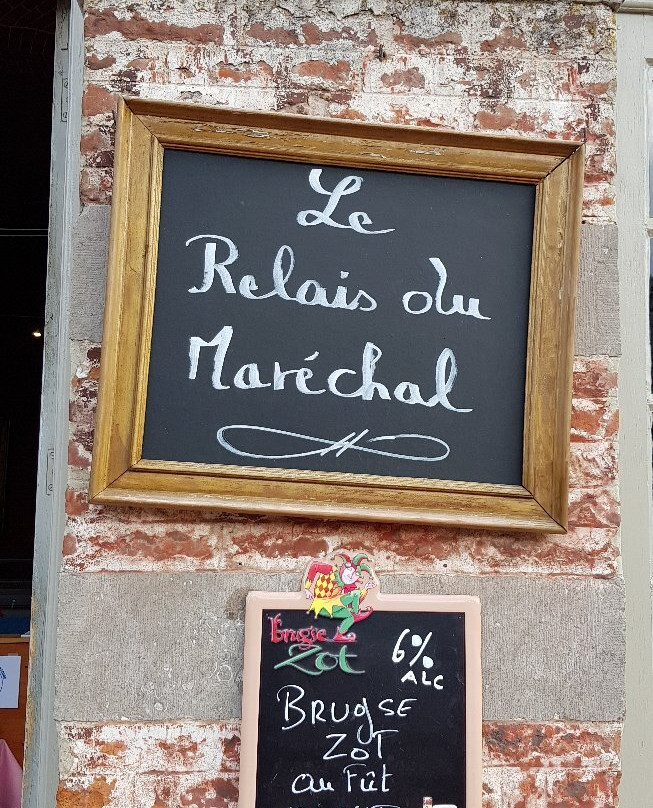 Le
Relais du
Maréchal
Brugse
Zot
6%
ALC
BRUgSE
ZOT
au Fût